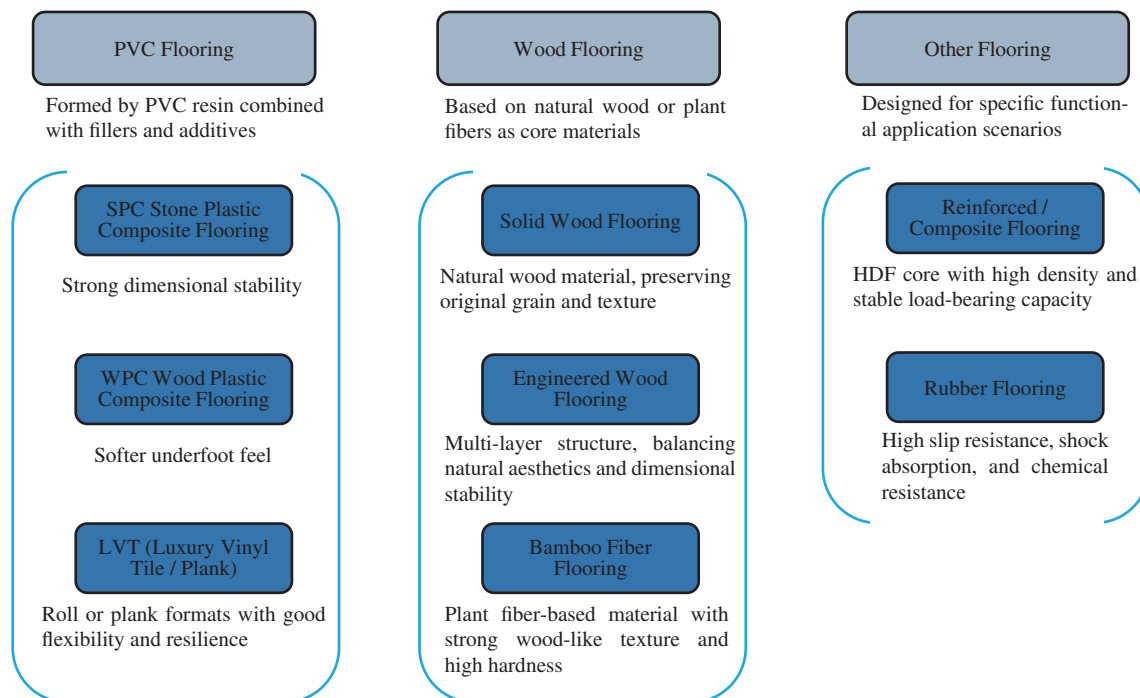 PVC Flooring
Formed by PVC resin combined
with fillers and additives
SPC Stone Plastic
Composite Flooring
Strong dimensional stability
WPC Wood Plastic
Composite Flooring
Softer underfoot feel
LVT (Luxury Vinyl
Tile / Plank)
Roll or plank formats with good
flexibility and resilience
Wood Flooring
Based on natural wood or plant
fibers as core materials
Solid Wood Flooring
Natural wood material, preserving
original grain and texture
Engineered Wood
Flooring
Multi-layer structure, balancing
natural aesthetics and dimensional
stability
Bamboo Fiber
Flooring
Plant fiber-based material with
strong wood-like texture and
high hardness
Other Flooring
Designed for specific function-
al application scenarios
Reinforced /
Composite Flooring
HDF core with high density and
stable load-bearing capacity
Rubber Flooring
High slip resistance, shock
absorption, and chemical
resistance